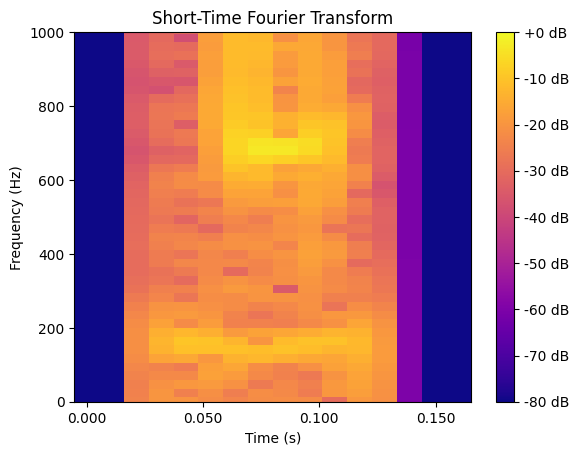 Short-Time Fourier Transform
1000
800
600
400
200
0
Frequency (Hz)
0.000
0.050
0.100
0.150
Time (s)
+0 dB
-10 dB
-20 dB
-30 dB
-40 dB
-50 dB
-60 dB
-70 dB
-80 dB